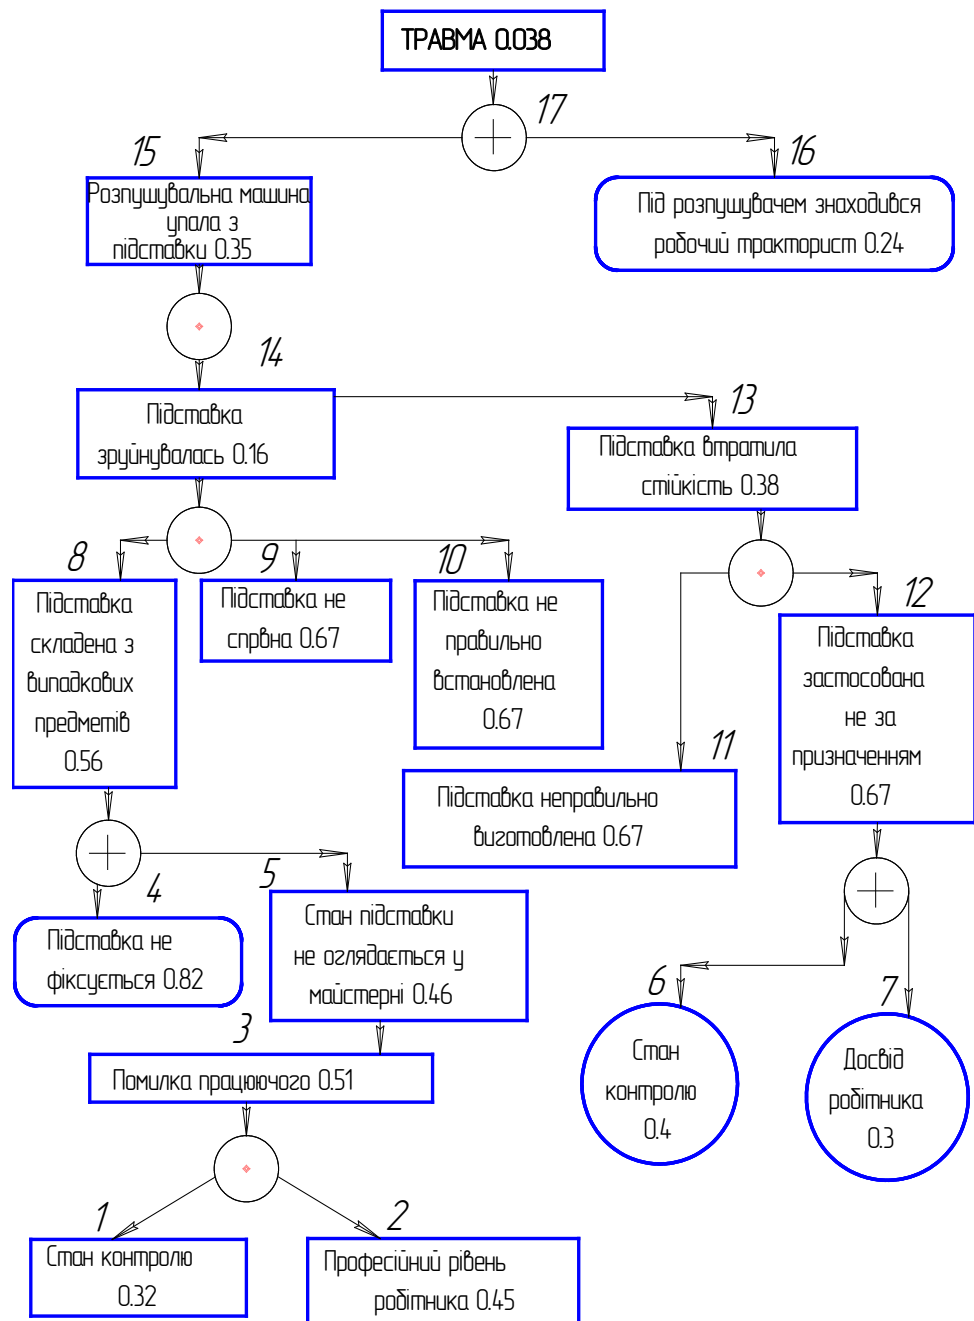 ТРАВМА 0.038
17
15
16
Розпушувальна машина
упала з
підставки 0.35
Під розпушувачем знаходився
робочий тракторист 0.24
14
13
Підставка
зруйнувалась 0.16
Підставка втратила
стійкість 0.38
8
9
10
12
Підставка
складена з
випадкових
предметів
0.56
Підставка не
спрвна 0.67
Підставка не
правильно
встановлена
0.67
Підставка
застосована
не за
призначенням
0.67
11
Підставка неправильно
виготовлена 0.67
4
5
Підставка не
фіксується 0.82
Стан підставки
не оглядається у
майстерні 0.46
6
7
3
Стан
контролю
0.4
Досвід
робітника
0.3
Помилка працюючого 0.51
1
2
Стан контролю
0.32
Професійний рівень
робітника 0.45